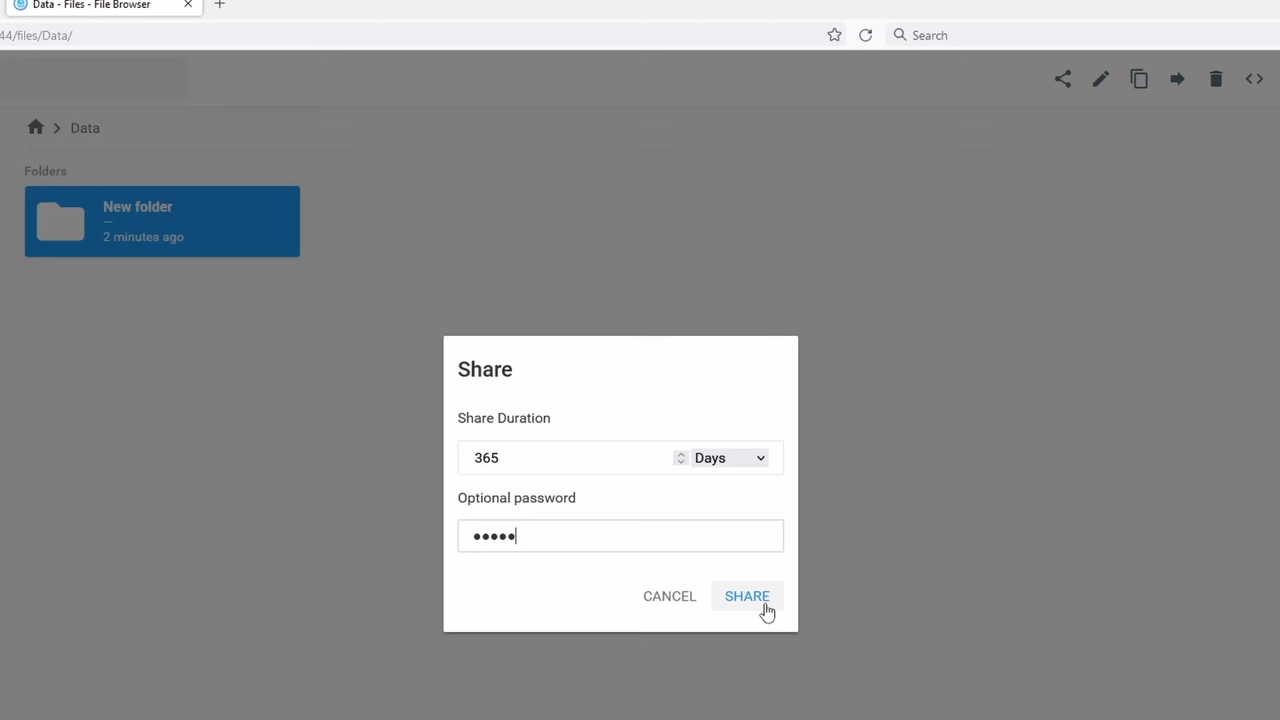 Data - Files - File Browser
44/files/Data/
Search
Data
Folders
New folder
—
2 minutes ago
Share
Share Duration
365 Days
Optional password
•••••
CANCEL SHARE